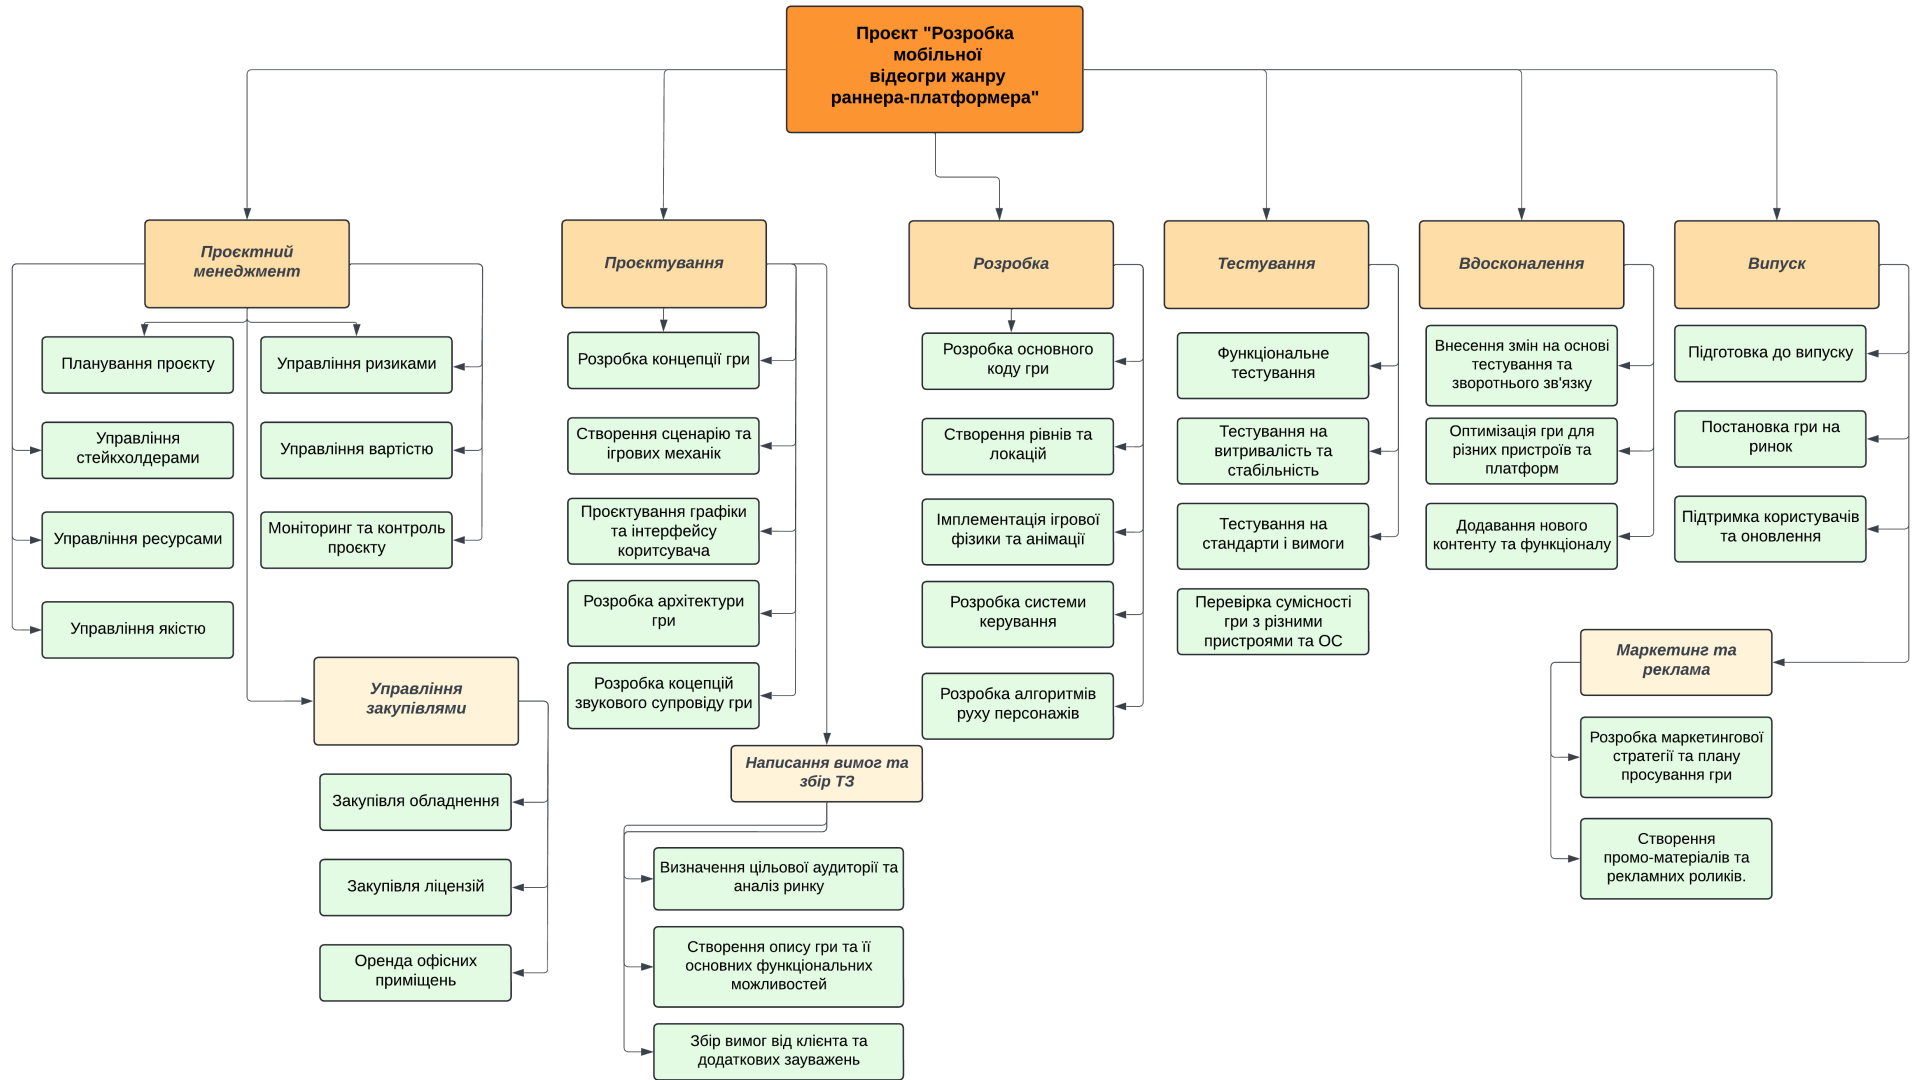 Проєкт "Розробка
мобільної
відеогри жанру
раннера-платформера"
Проєктний
менеджмент
Планування проєкту
Управління ризиками
Управління
стейкхолдерами
Управління вартістю
Управління ресурсами
Моніторинг та контроль
проєкту
Управління якістю
Управління
закупівлями
Закупівля обладнення
Закупівля ліцензій
Оренда офісних
приміщень
Проєктування
Розробка концепції гри
Створення сценарію та
ігрових механік
Проєктування графіки
та інтерфейсу
коритсувача
Розробка архітектури
гри
Розробка коцепцій
звукового супровіду гри
Написання вимог та
збір ТЗ
Визначення цільової аудиторії та
аналіз ринку
Створення опису гри та її
основних функціональних
можливостей
Збір вимог від клієнта та
додаткових зауважень
Розробка
Розробка основного
коду гри
Створення рівнів та
локацій
Імплементація ігрової
фізики та анімації
Розробка системи
керування
Розробка алгоритмів
руху персонажів
Тестування
Функціональне
тестування
Тестування на
витривалість та
стабільність
Тестування на
стандарти і вимоги
Перевірка сумісності
гри з різними
пристроями та ОС
Вдосконалення
Внесення змін на основі
тестування та
зворотнього зв'язку
Оптимізація гри для
різних пристроїв та
платформ
Додавання нового
контенту та функціоналу
Випуск
Підготовка до випуску
Постановка гри на
ринок
Підтримка користувачів
та оновлення
Маркетинг та
реклама
Розробка маркетингової
стратегії та плану
просування гри
Створення
промо-матеріалів та
рекламних роликів.